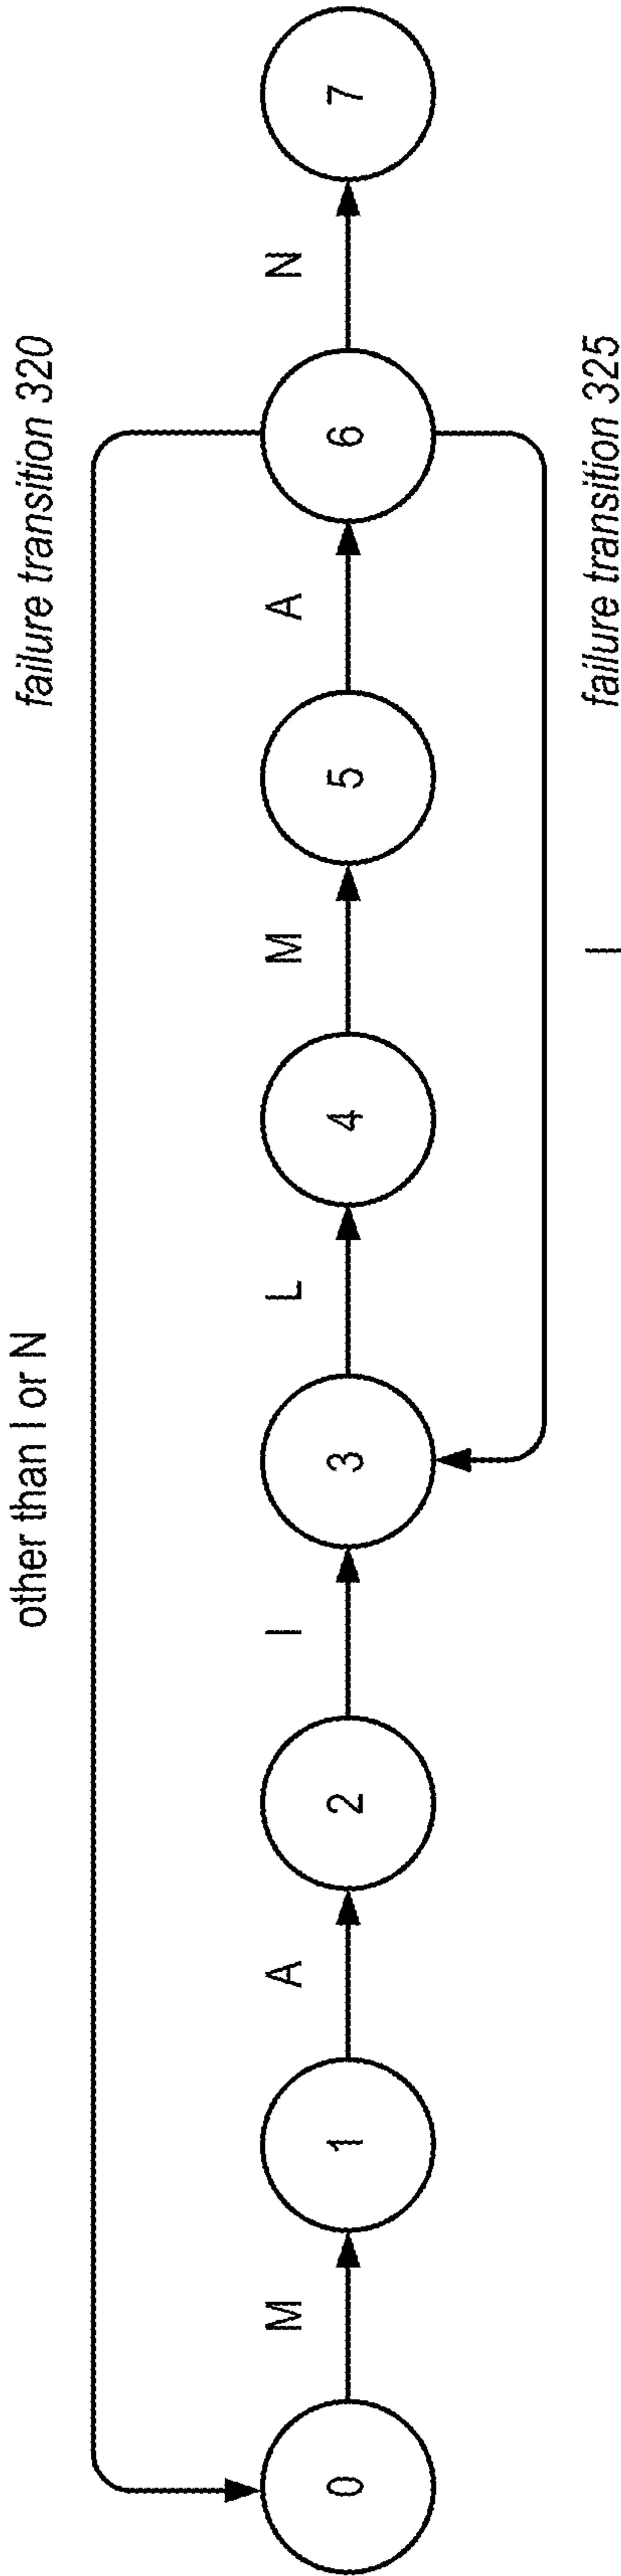 other than I or N
failure transition 320
0
M
1
A
2
I
3
L
4
M
5
A
6
N
7
I
failure transition 325